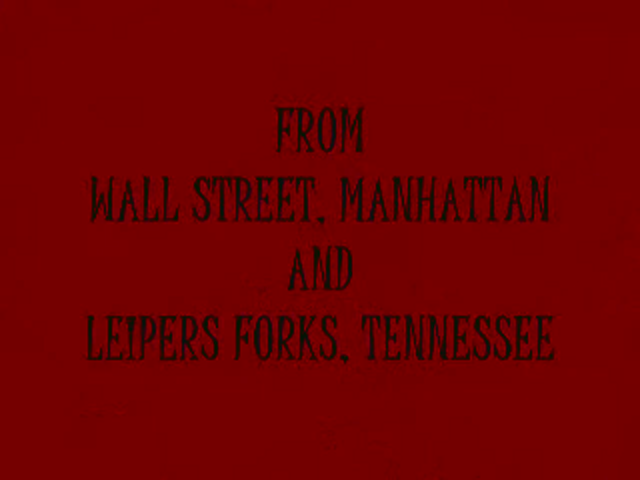 FROM
WALL STREET, MANHATTAN
AND
LEIPERS FORKS, TENNESSEE